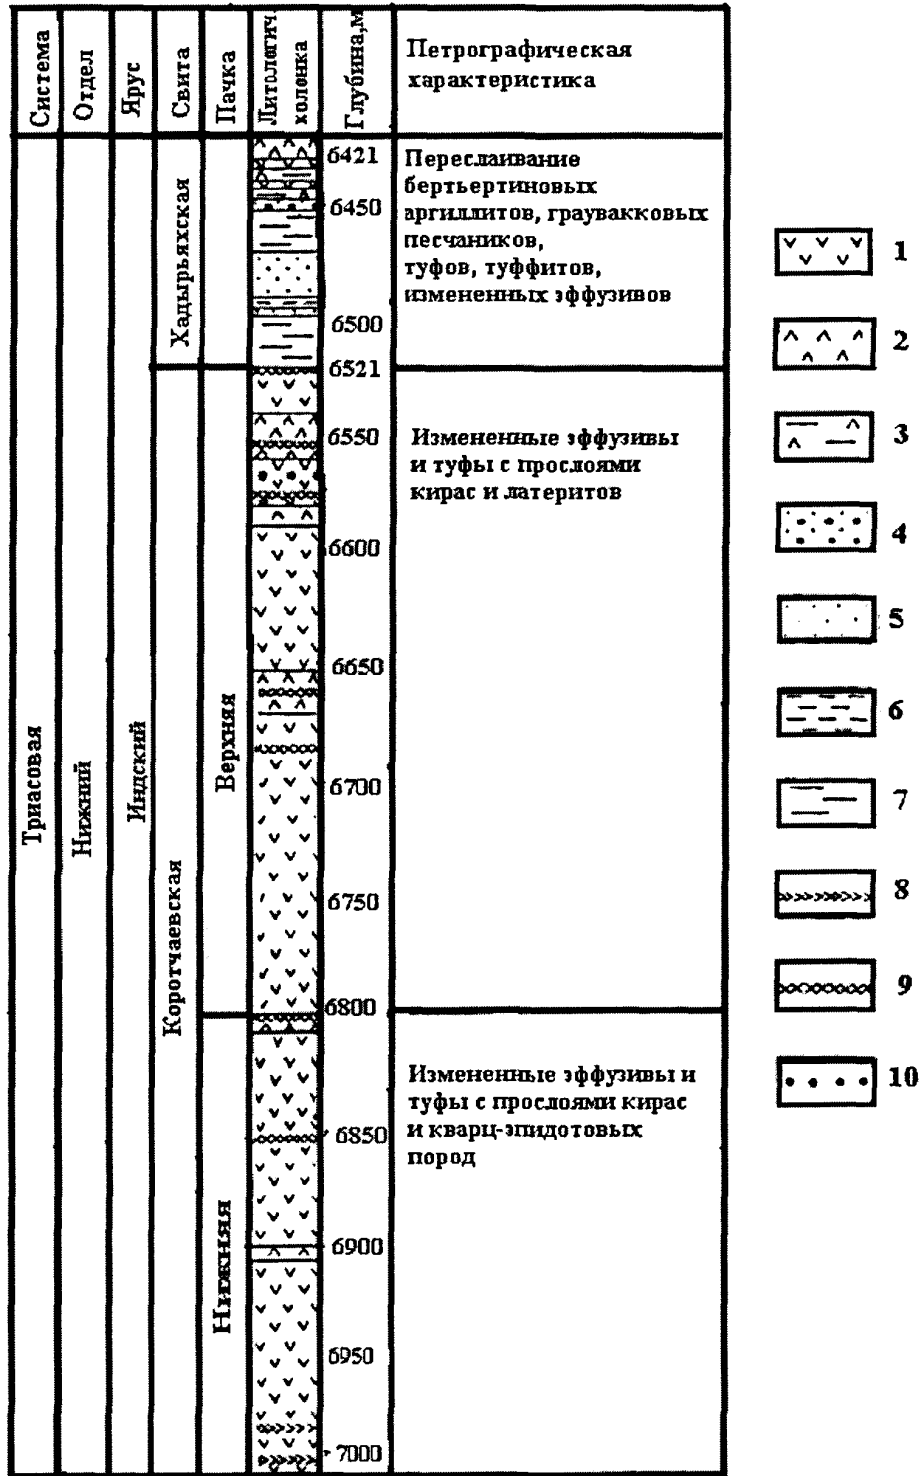 Система
Отдел
Ярус
Свита
Пачка
Литологич.
колонка
Глубина,м
Петрографическая
характеристика
Триасовая
Нижний
Индский
Хадырьяхская
6421
6450
6500
6521
Переслаивание
бертьертиновых
аргиллитов, граувакковых
песчаников,
туфов, туффитов,
измененных эффузивов
Коротчаевская
Верхняя
6550
6600
6650
6700
6750
6800
Измененные эффузивы
и туфы с прослоями
кирас и латеритов
Нижняя
6850
6900
6950
7000
Измененные эффузивы и
туфы с прослоями кирас
и кварц-эпидотовых
пород
1
2
3
4
5
6
7
8
9
10